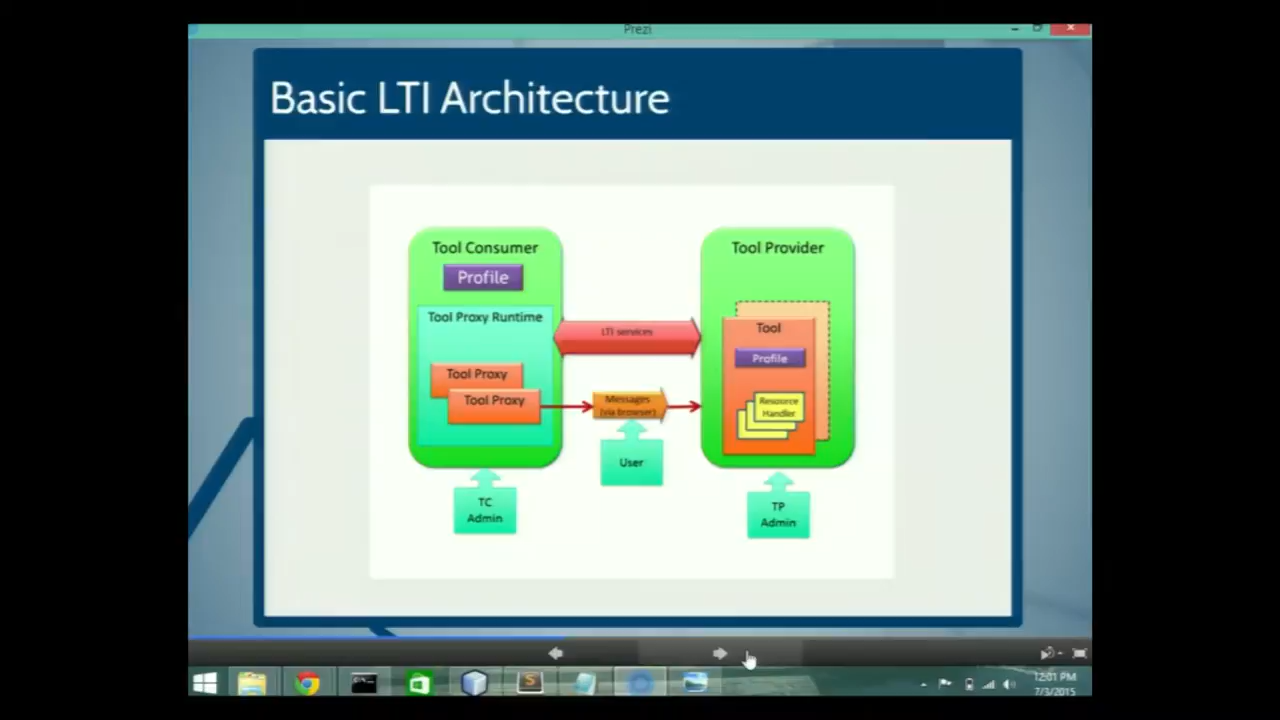 Prezi
Basic LTI Architecture
Tool Consumer
Profile
Tool Proxy Runtime
Tool Proxy
Tool Proxy
LTI services
Messages
(via browser)
User
TC
Admin
Tool Provider
Tool
Profile
Resource
Handler
TP
Admin
12:01 PM
7/3/2015